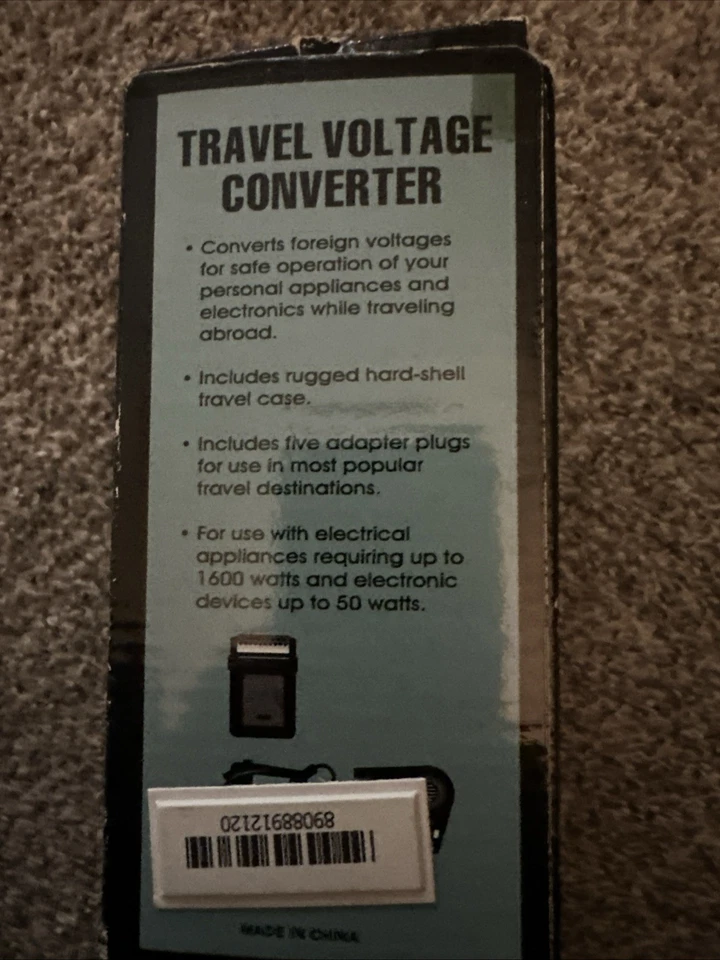 TRAVEL VOLTAGE
CONVERTER
• Converts foreign voltages
for safe operation of your
personal appliances and
electronics while traveling
abroad.
• Includes rugged hard-shell
travel case.
• Includes five adapter plugs
for use in most popular
travel destinations.
• For use with electrical
appliances requiring up to
1600 watts and electronic
devices up to 50 watts.
89088912120
MADE IN CHINA